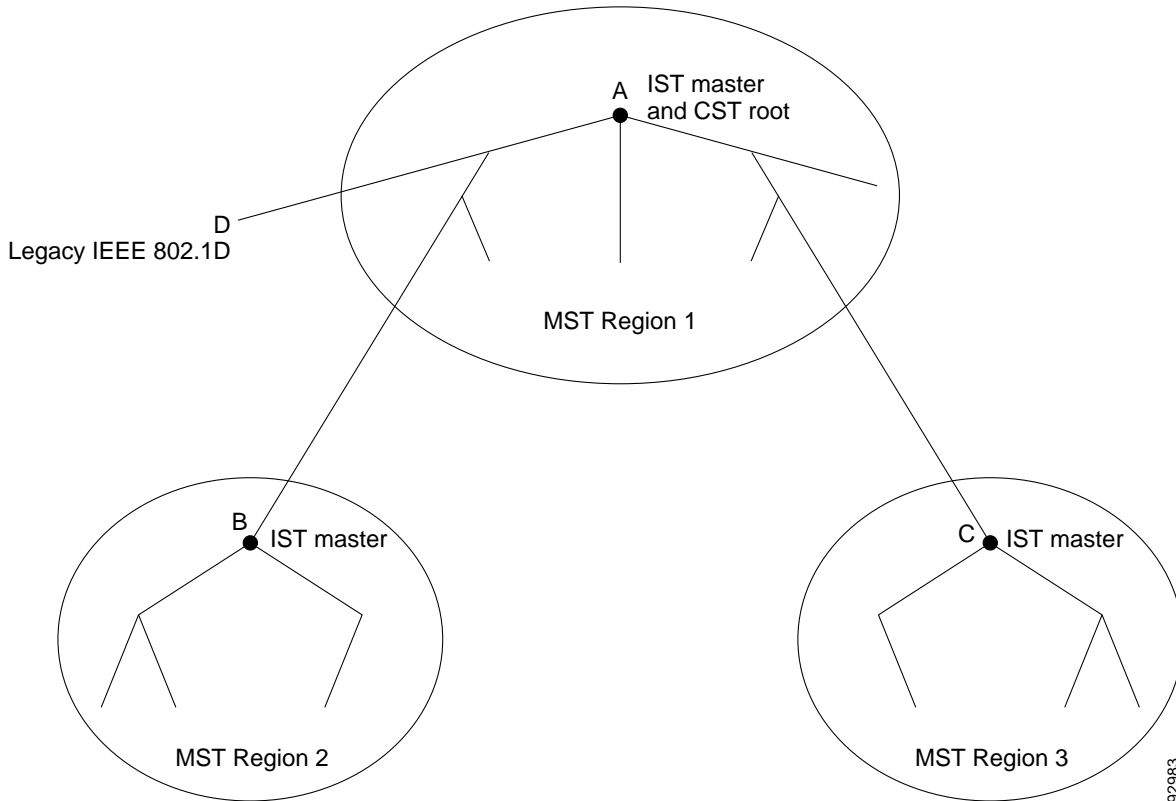 A
IST master
and CST root
D
Legacy IEEE 802.1D
MST Region 1
B
IST master
C
IST master
MST Region 2
MST Region 3
92983